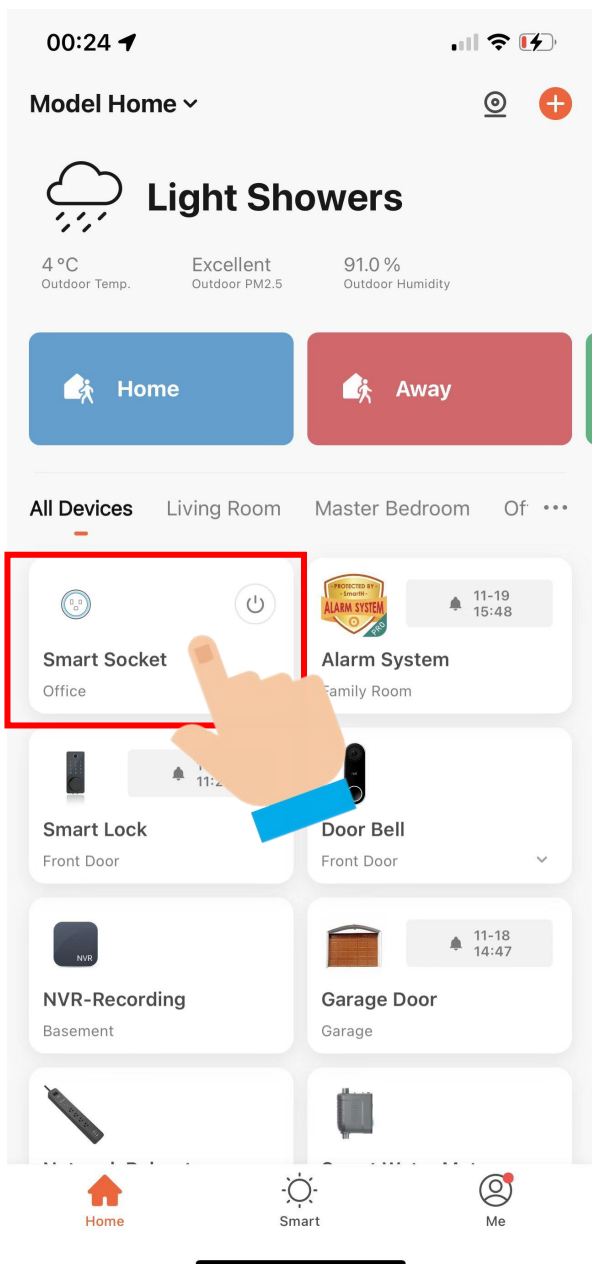 00:24
Model Home
Light Showers
4 °C
Outdoor Temp.
Excellent
Outdoor PM2.5
91.0 %
Outdoor Humidity
Home
Away
All Devices
Living Room
Master Bedroom
Of
Smart Socket
Office
PROTECTED BY
-SmartH-
ALARM SYSTEM
PRO
11-19
15:48
Alarm System
Family Room
Smart Lock
Front Door
Door Bell
Front Door
NVR
NVR-Recording
Basement
11-18
14:47
Garage Door
Garage
Home
Smart
Me